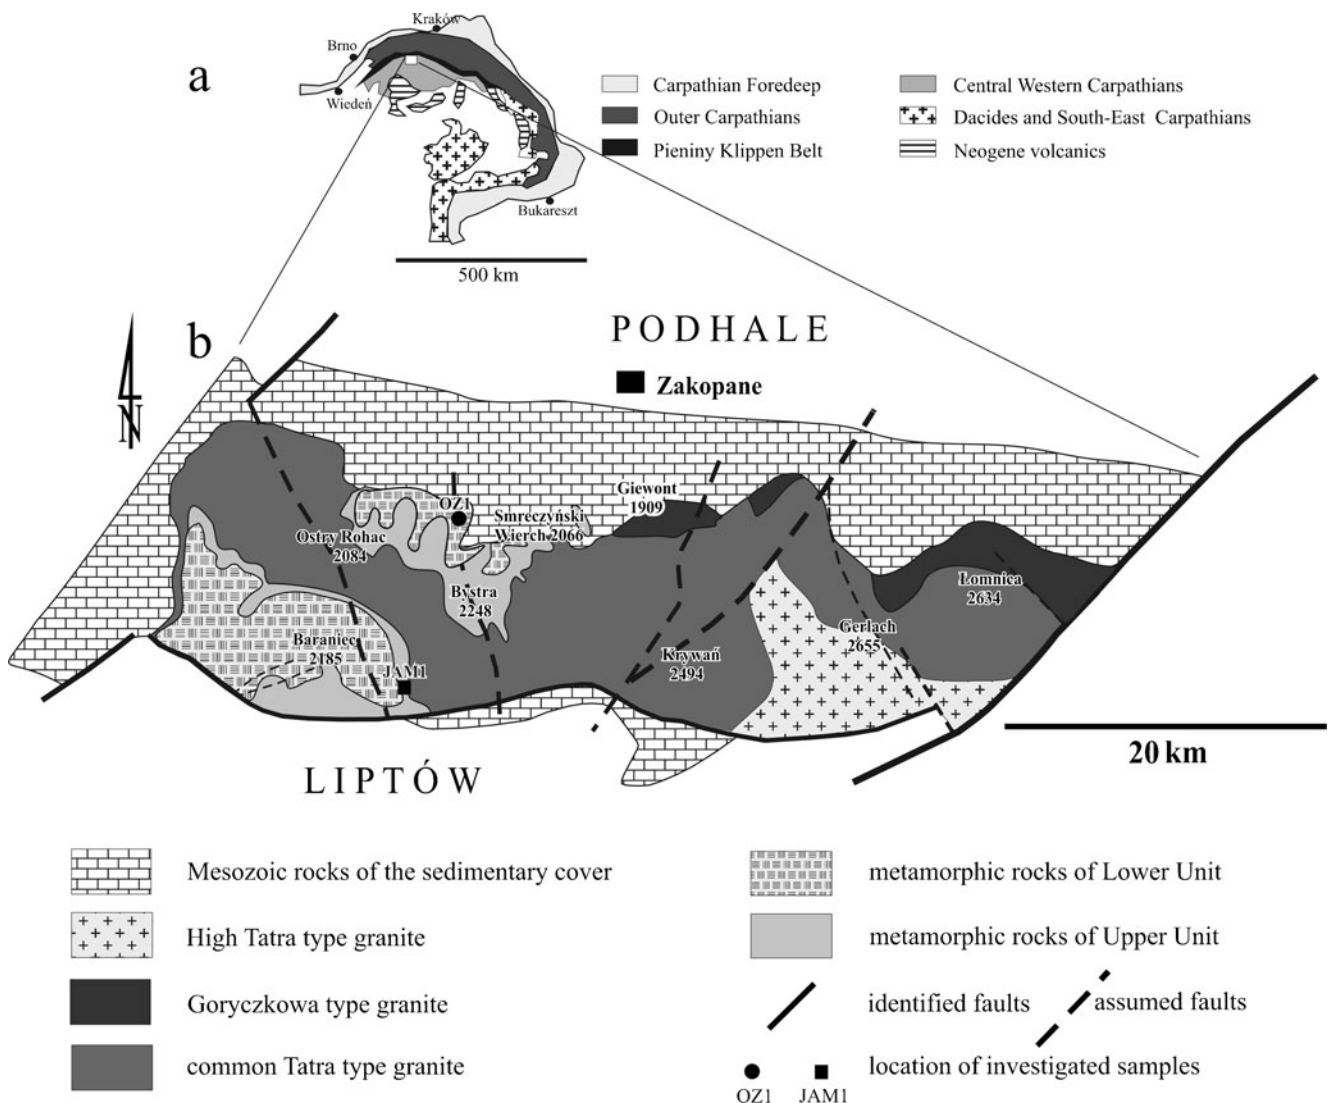 a
Kraków
Brno
Wiedeń
Bukareszt
500 km
Carpathian Foredeep
Outer Carpathians
Pieniny Klippen Belt
Central Western Carpathians
Dacides and South-East Carpathians
Neogene volcanics
b
N
PODHALE
Zakopane
Giewont
1909
OZ1
Smreczyński
Wierch 2066
Ostry Rohac
2084
Bystra
2248
Łomnica
2634
Baraniec
2185
JAM1
Gerlach
2655
Krywań
2494
20 km
LIPTÓW
Mesozoic rocks of the sedimentary cover
High Tatra type granite
Goryczkowa type granite
common Tatra type granite
metamorphic rocks of Lower Unit
metamorphic rocks of Upper Unit
identified faults
assumed faults
location of investigated samples
OZ1
JAM1